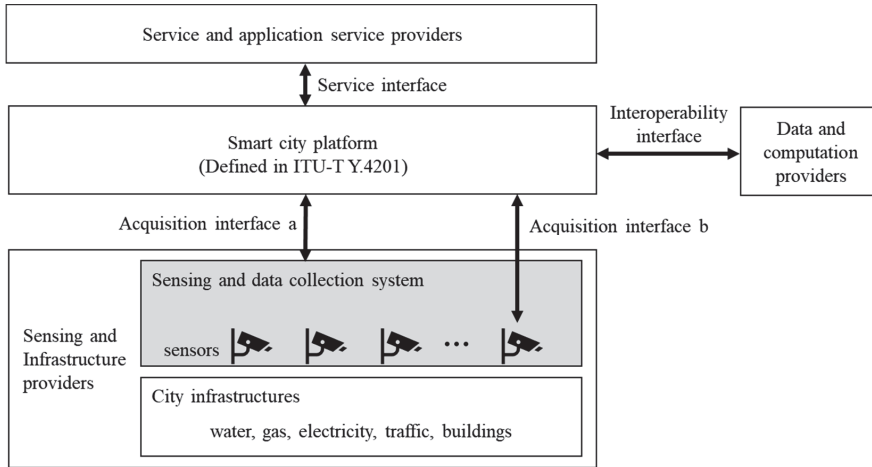 Service and application service providers
Service interface
Smart city platform
(Defined in ITU-T Y.4201)
Interoperability
interface
Data and
computation
providers
Acquisition interface a
Acquisition interface b
Sensing and
Infrastructure
providers
Sensing and data collection system
sensors
...
City infrastructures
water, gas, electricity, traffic, buildings